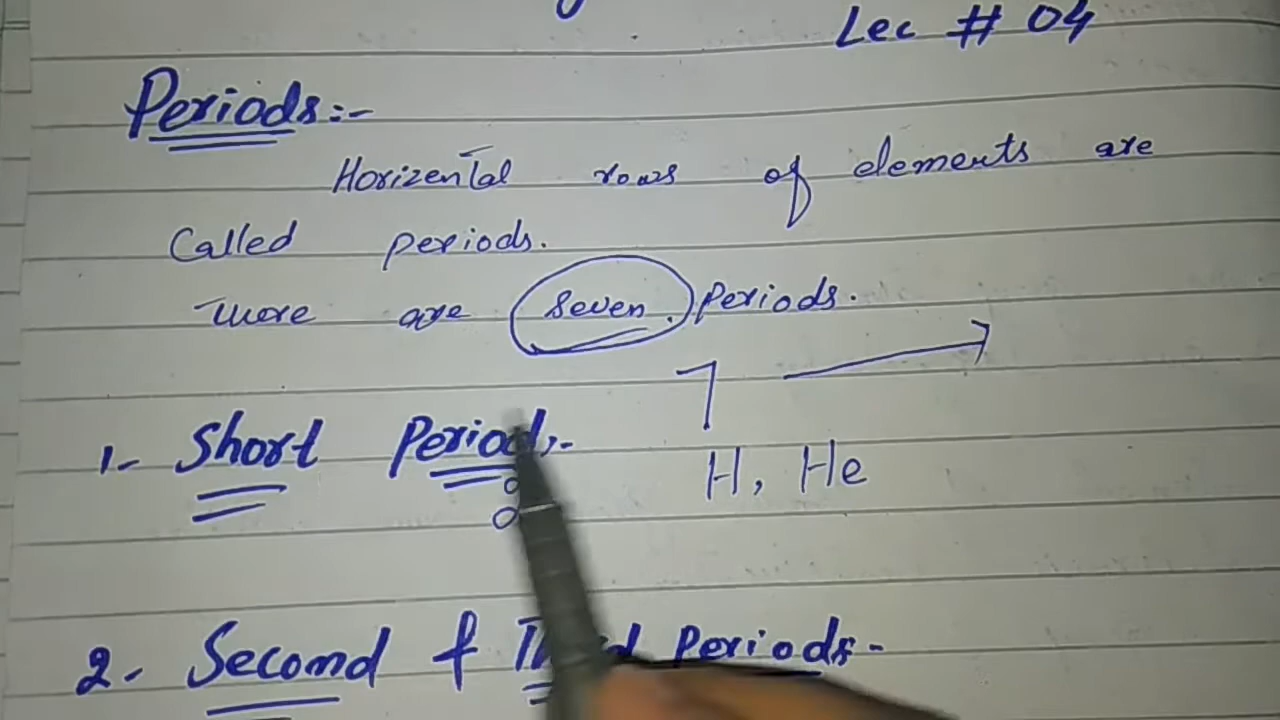 Lec # 04
Periods:-
Horizental rows of elements are
Called periods.
There are seven. Periods.
7
1- Short Period:-
H, He
2- Second & Third Periods-